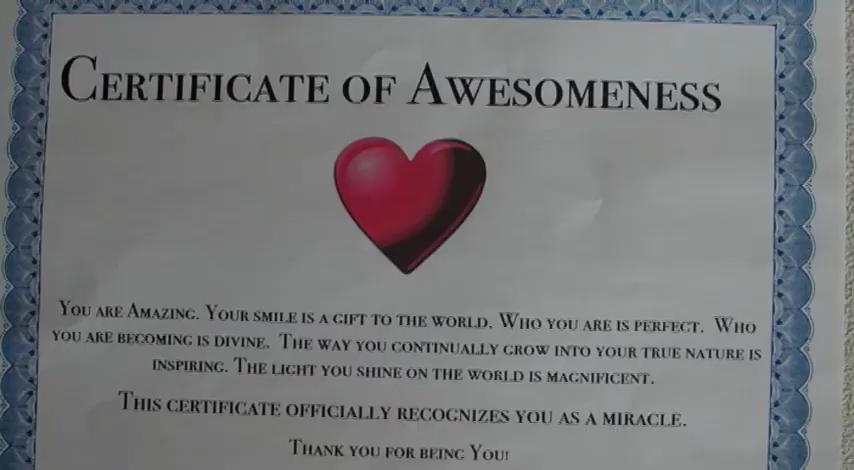 Certificate of Awesomeness
You are Amazing. Your smile is a gift to the world. Who you are is perfect. Who
you are becoming is divine. The way you continually grow into your true nature is
inspiring. The light you shine on the world is magnificent.
This certificate officially recognizes you as a miracle.
Thank you for being You!